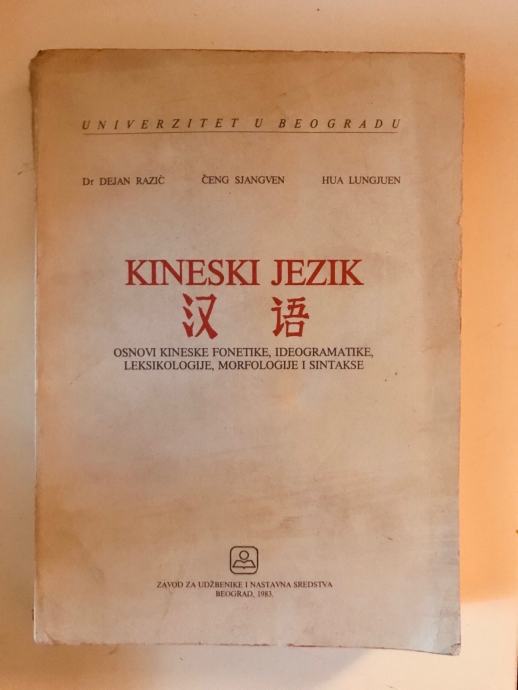 UNIVERZITET U BEOGRADU
Dr DEJAN RAZIĆ ČENG SJANGVEN HUA LUNGJUEN
KINESKI JEZIK
汉 语
OSNOVI KINESKE FONETIKE, IDEOGRAMATIKE,
LEKSIKOLOGIJE, MORFOLOGIJE I SINTAKSE
ZAVOD ZA UDŽBENIKE I NASTAVNA SREDSTVA
BEOGRAD, 1983.